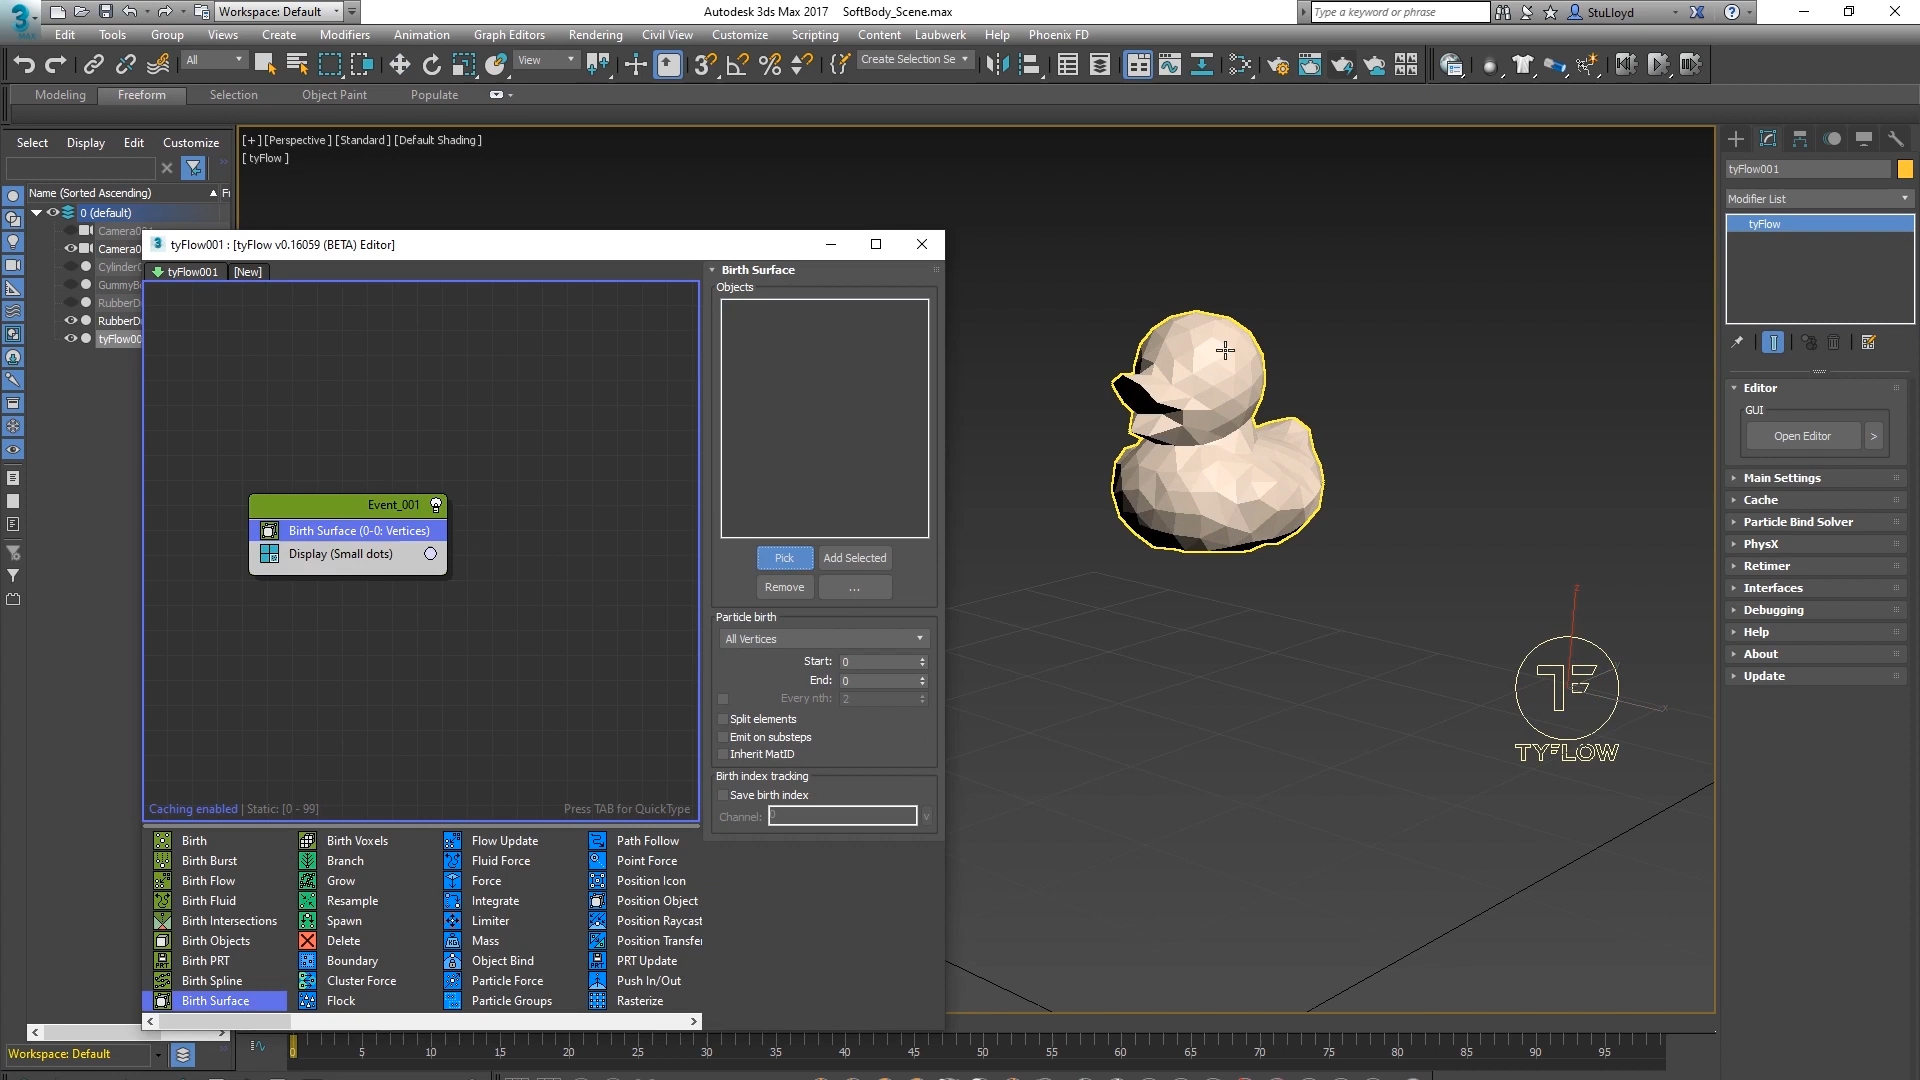 Workspace: Default
Autodesk 3ds Max 2017 SoftBody_Scene.max
Type a keyword or phrase
StuLloyd
3
MAX
Edit Tools Group Views Create Modifiers Animation Graph Editors Rendering Civil View Customize Scripting Content Laubwerk Help Phoenix FD
All
View
Create Selection Se
Modeling Freeform Selection Object Paint Populate
Select Display Edit Customize
Name (Sorted Ascending)
0 (default)
RubberD
tyFlow00
[+] [Perspective ] [Standard ] [Default Shading ]
[ tyFlow ]
3 tyFlow001 : [tyFlow v0.16059 (BETA) Editor]
tyFlow001 [New]
Event_001
Birth Surface (0-0: Vertices)
Display (Small dots)
Caching enabled | Static: [0 - 99]
Press TAB for QuickType
Birth Surface
Objects
Pick Add Selected
Remove ...
Particle birth
All Vertices
Start: 0
End: 0
Every nth: 2
Split elements
Emit on substeps
Inherit MatID
Birth index tracking
Save birth index
Channel: 0
v
Birth Birth Voxels Flow Update Path Follow
Birth Burst Branch Fluid Force Point Force
Birth Flow Grow Force Position Icon
Birth Fluid Resample Integrate Position Object
Birth Intersections Spawn Limiter Position Raycast
Birth Objects Delete Mass Position Transfer
Birth PRT Boundary Object Bind PRT Update
Birth Spline Cluster Force Particle Force Push In/Out
Birth Surface Flock Particle Groups Rasterize
TF
TYFLOW
z
x
tyFlow001
Modifier List
tyFlow
Editor
GUI
Open Editor >
Main Settings
Cache
Particle Bind Solver
PhysX
Retimer
Interfaces
Debugging
Help
About
Update
Workspace: Default
0 5 10 15 20 25 30 35 40 45 50 55 60 65 70 75 80 85 90 95